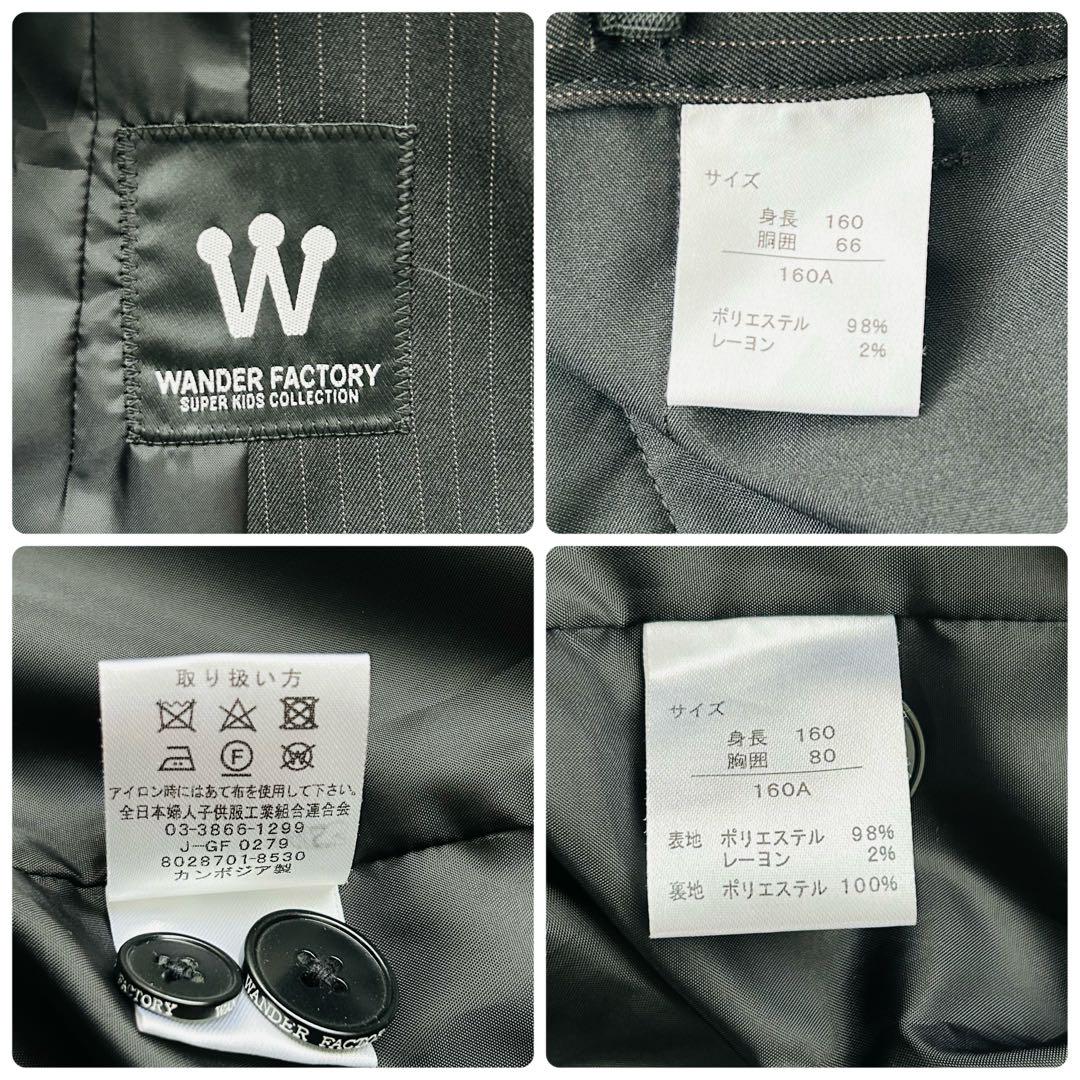 W
WANDER FACTORY
SUPER KIDS COLLECTION
サイズ
身長 160
胴囲 66
160A
ポリエステル 98%
レーヨン 2%
取り扱い方
F
W
アイロン時にはあて布を使用して下さい。
全日本婦人子供服工業組合連合会
03-3866-1299
J-GF 0279
8028701-8530
カンボジア製
FACTORY
WANDER FACTORY
サイズ
身長 160
胸囲 80
160A
表地 ポリエステル 98%
レーヨン 2%
裏地 ポリエステル 100%